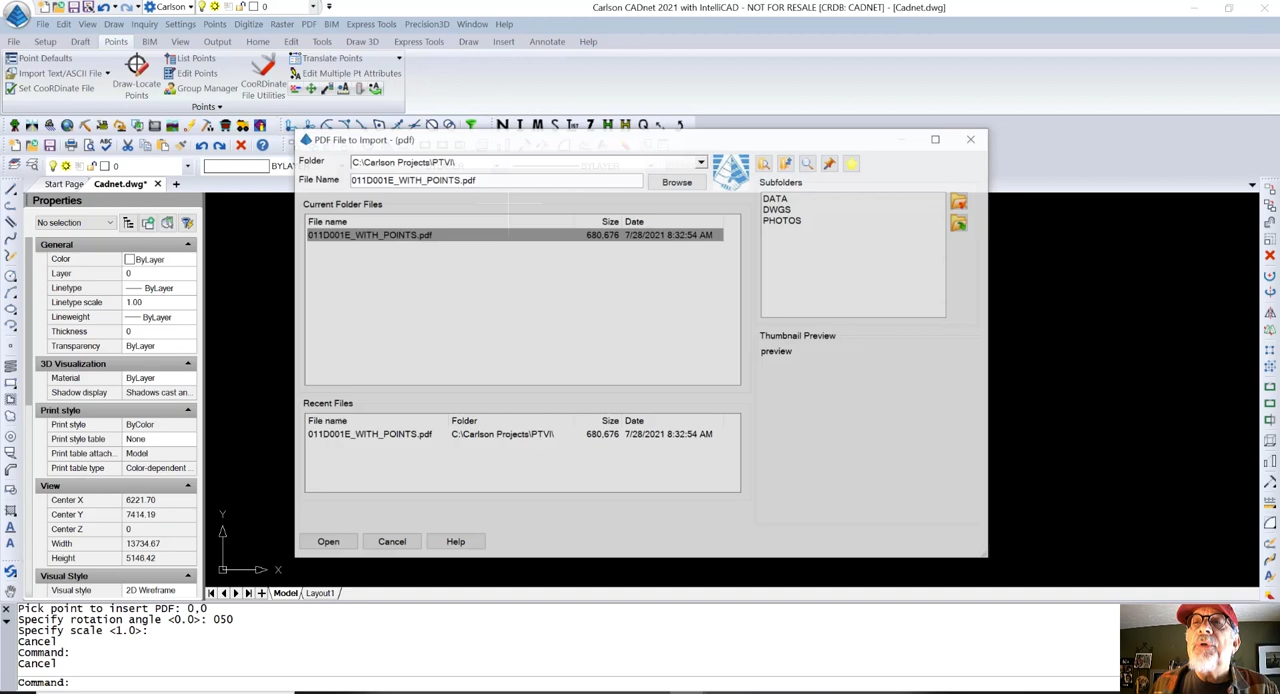 Carlson
0
Carlson CADnet 2021 with IntelliCAD NOT FOR RESALE [CRDB: CADNET] - [Cadnet.dwg]
File Edit View Draw Inquiry Settings Points Digitize Raster PDF BIM Express Tools Precision3D Window Help
File Setup Draft Points BIM View Output Home Edit Tools Draw 3D Express Tools Draw Insert Annotate Help
Point Defaults
Import Text/ASCII File
Set CooRDinate File
Draw-Locate Points
List Points
Edit Points
Group Manager
CooRDinate File Utilities
Translate Points
Edit Multiple Pt Attributes
Points
N I M S Z H H Q
0
BYLAYER
Start Page Cadnet.dwg*
PDF File to Import - (pdf)
Folder C:\Carlson Projects\PTVI\
File Name 011D001E_WITH_POINTS.pdf Browse
Current Folder Files
File name Size Date
011D001E_WITH_POINTS.pdf 680,676 7/28/2021 8:32:54 AM
Subfolders
DATA
DWGS
PHOTOS
Thumbnail Preview
preview
Recent Files
File name Folder Size Date
011D001E_WITH_POINTS.pdf C:\Carlson Projects\PTVI\ 680,676 7/28/2021 8:32:54 AM
Open Cancel Help
Properties
No selection
General
Color ByLayer
Layer 0
Linetype ByLayer
Linetype scale 1.00
Lineweight ByLayer
Thickness 0
Transparency ByLayer
3D Visualization
Material ByLayer
Shadow display Shadows cast an...
Print style
Print style ByColor
Print style table None
Print table attach... Model
Print table type Color-dependent ...
View
Center X 6221.70
Center Y 7414.19
Center Z 0
Width 13734.67
Height 5146.42
Visual Style
Visual style 2D Wireframe
Y
X
Model Layout1
Pick point to insert PDF: 0,0
Specify rotation angle <0.0>: 050
Specify scale <1.0>:
Cancel
Command:
Cancel
Command: